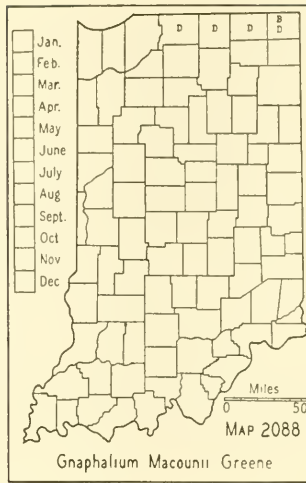 B
D D D D
Jan.
Feb.
Mar.
Apr.
May
June
July
Aug
Sept.
Oct
Nov
Dec
Miles
0 50
MAP 2088
Gnaphalium Macounii Greene